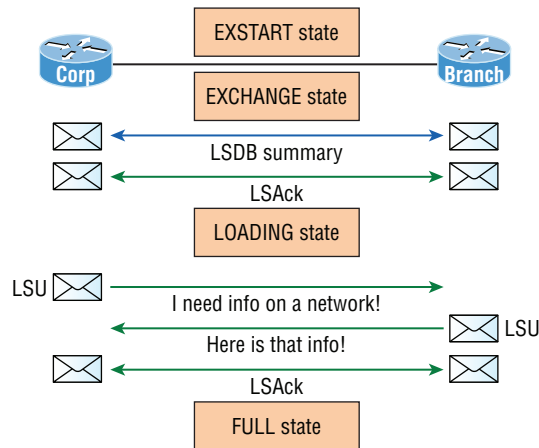 EXSTART state
Corp
Branch
EXCHANGE state
LSDB summary
LSAck
LOADING state
LSU
I need info on a network!
LSU
Here is that info!
LSAck
FULL state